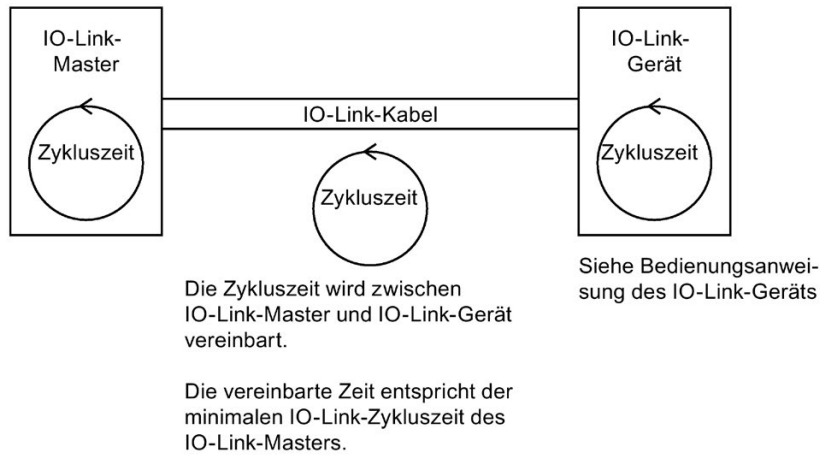 IO-Link-
Master
Zykluszeit
IO-Link-Kabel
Zykluszeit
Die Zykluszeit wird zwischen
IO-Link-Master und IO-Link-Gerät
vereinbart.
Die vereinbarte Zeit entspricht der
minimalen IO-Link-Zykluszeit des
IO-Link-Masters.
IO-Link-
Gerät
Zykluszeit
Siehe Bedienungsanwei-
sung des IO-Link-Geräts